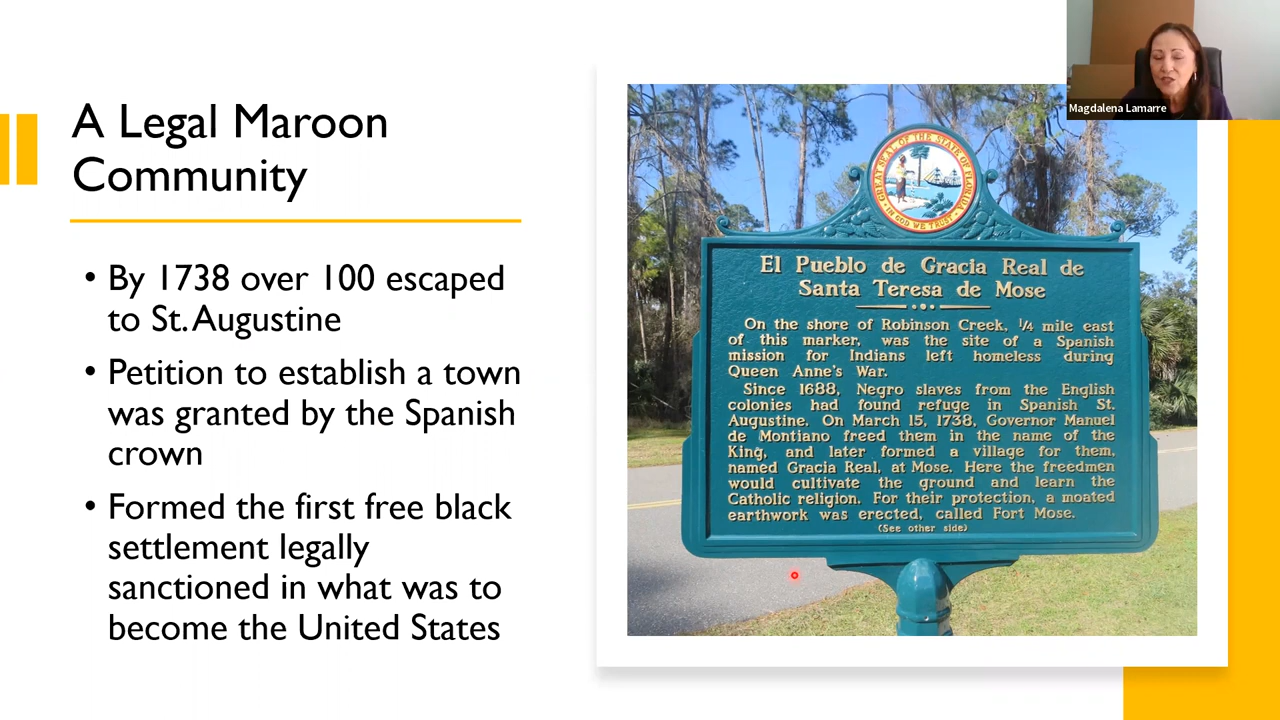 A Legal Maroon
Community
• By 1738 over 100 escaped
to St. Augustine
• Petition to establish a town
was granted by the Spanish
crown
• Formed the first free black
settlement legally
sanctioned in what was to
become the United States
Magdalena Lamarre
GREAT SEAL OF THE STATE OF FLORIDA
IN GOD WE TRUST
El Pueblo de Gracia Real de
Santa Teresa de Mose
On the shore of Robinson Creek, ¼ mile east
of this marker, was the site of a Spanish
mission for Indians left homeless during
Queen Anne's War.
Since 1688, Negro slaves from the English
colonies had found refuge in Spanish St.
Augustine. On March 15, 1738, Governor Manuel
de Montiano freed them in the name of the
King, and later formed a village for them,
named Gracia Real, at Mose. Here the freedmen
would cultivate the ground and learn the
Catholic religion. For their protection, a moated
earthwork was erected, called Fort Mose.
(See other side)